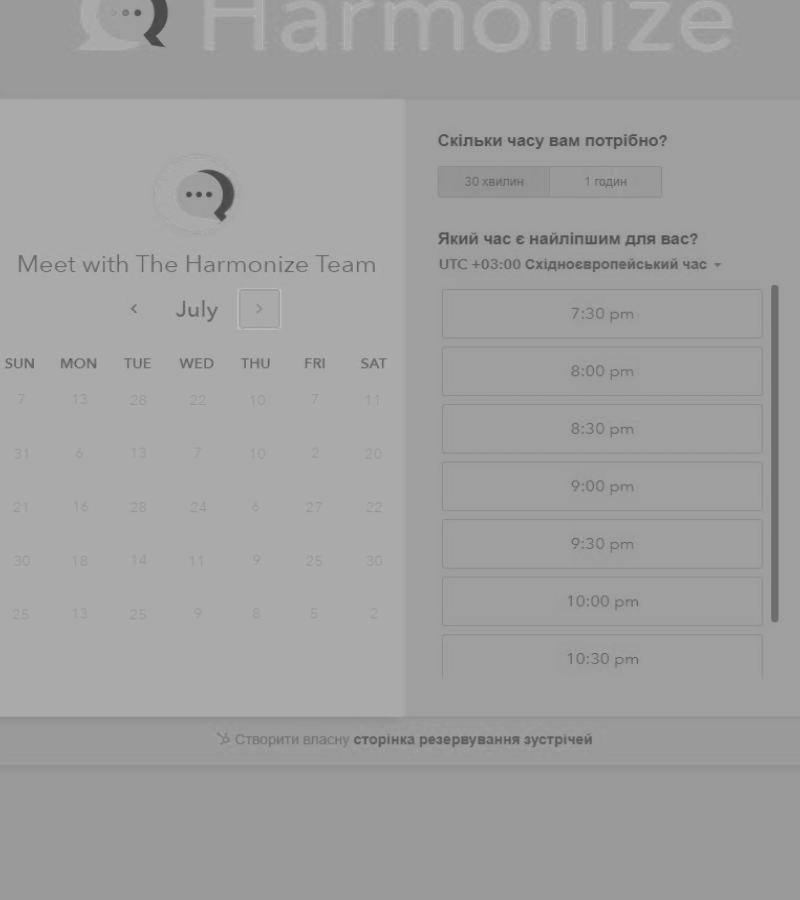 Harmonize
Meet with The Harmonize Team
July
SUN MON TUE WED THU FRI SAT
7 13 28 22 10 7 11
31 6 13 7 10 2 20
21 16 28 24 6 27 22
30 18 14 11 9 25 30
25 13 25 9 8 5 2
Скільки часу вам потрібно?
30 хвилин 1 годин
Який час є найліпшим для вас?
UTC +03:00 Східноєвропейський час
7:30 pm
8:00 pm
8:30 pm
9:00 pm
9:30 pm
10:00 pm
10:30 pm
Створити власну сторінка резервування зустрічей